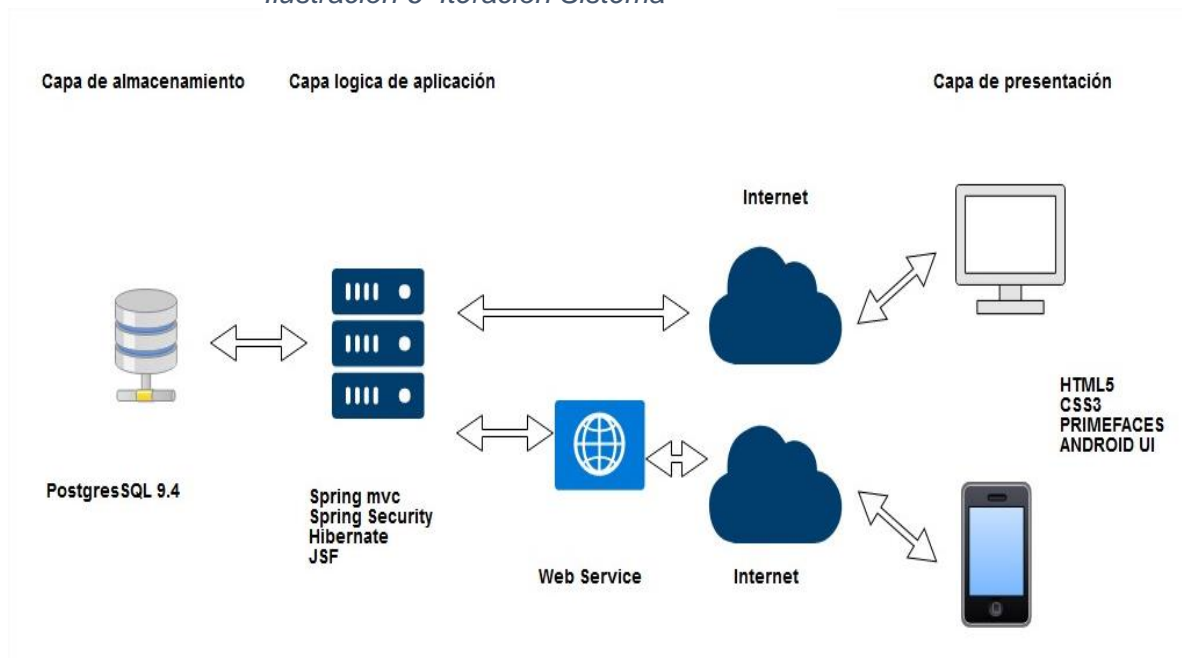 Capa de almacenamiento
Capa logica de aplicación
Capa de presentación
Internet
HTML5
CSS3
PRIMEFACES
ANDROID UI
PostgresSQL 9.4
Spring mvc
Spring Security
Hibernate
JSF
Web Service
Internet